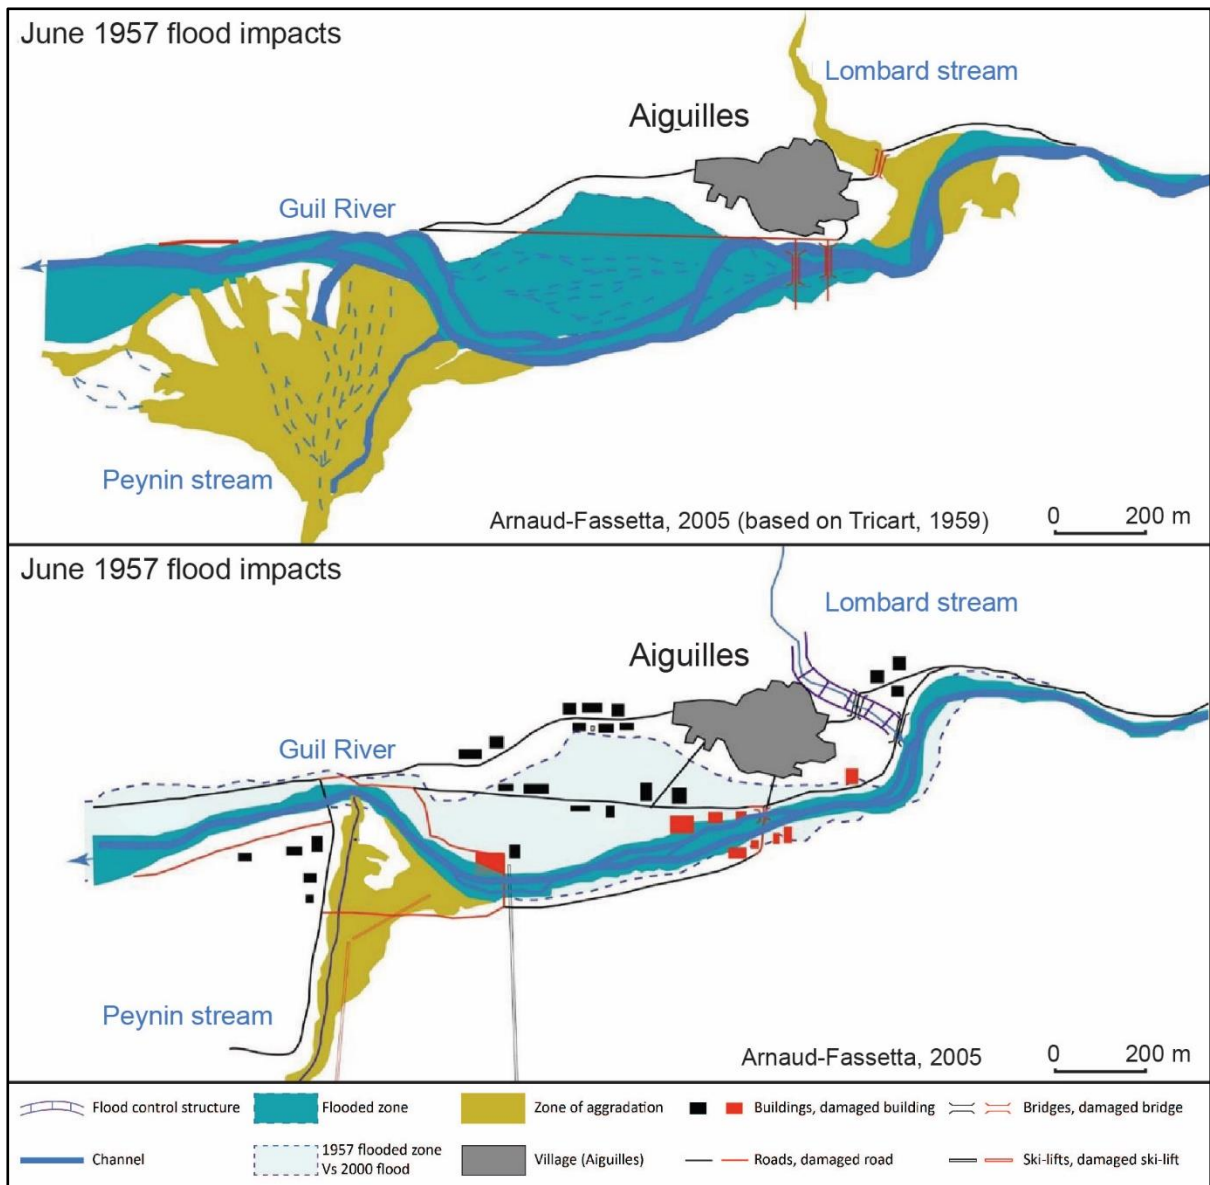 June 1957 flood impacts
Lombard stream
Aiguilles
Guil River
Peynin stream
Arnaud-Fassetta, 2005 (based on Tricart, 1959)
0 200 m
June 1957 flood impacts
Lombard stream
Aiguilles
Guil River
Peynin stream
Arnaud-Fassetta, 2005
0 200 m
Flood control structure
Flooded zone
Zone of aggradation
Buildings, damaged building
Bridges, damaged bridge
Channel
1957 flooded zone
Vs 2000 flood
Village (Aiguilles)
Roads, damaged road
Ski-lifts, damaged ski-lift